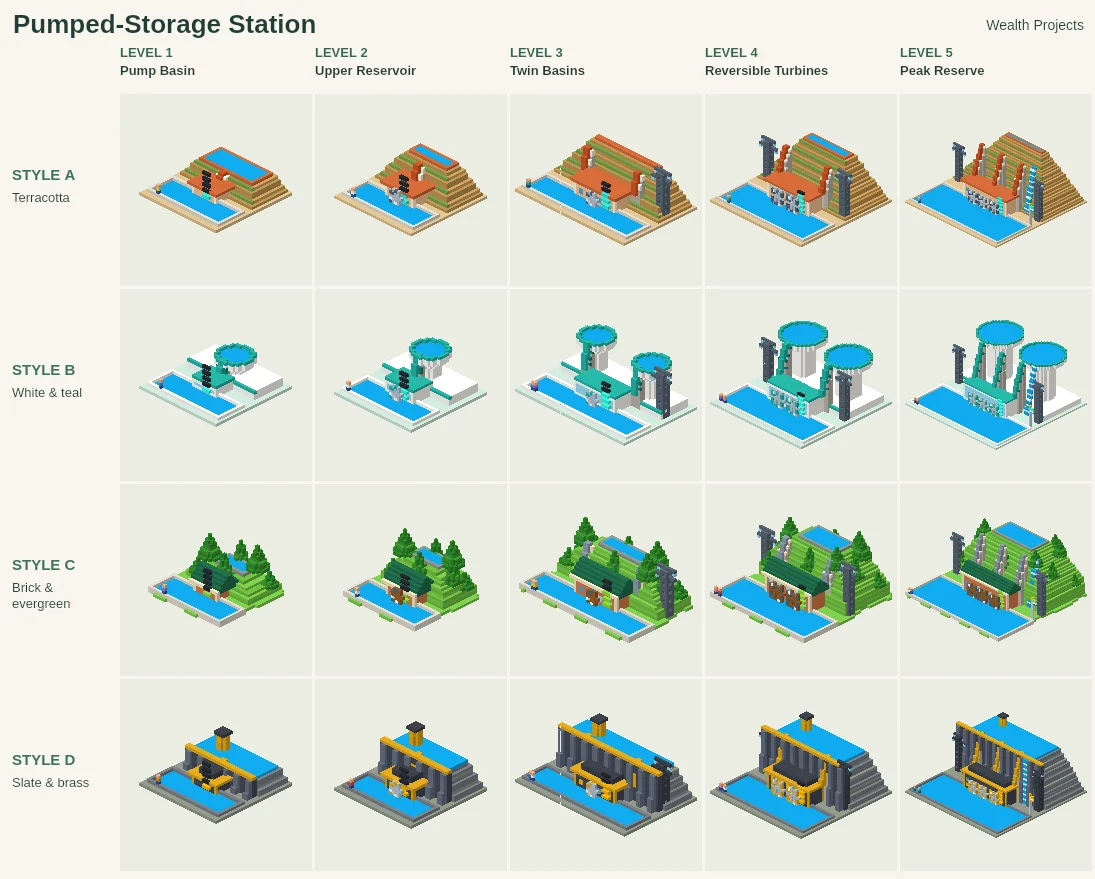 Pumped-Storage Station
Wealth Projects
LEVEL 1
Pump Basin
LEVEL 2
Upper Reservoir
LEVEL 3
Twin Basins
LEVEL 4
Reversible Turbines
LEVEL 5
Peak Reserve
STYLE A
Terracotta
STYLE B
White & teal
STYLE C
Brick &
evergreen
STYLE D
Slate & brass